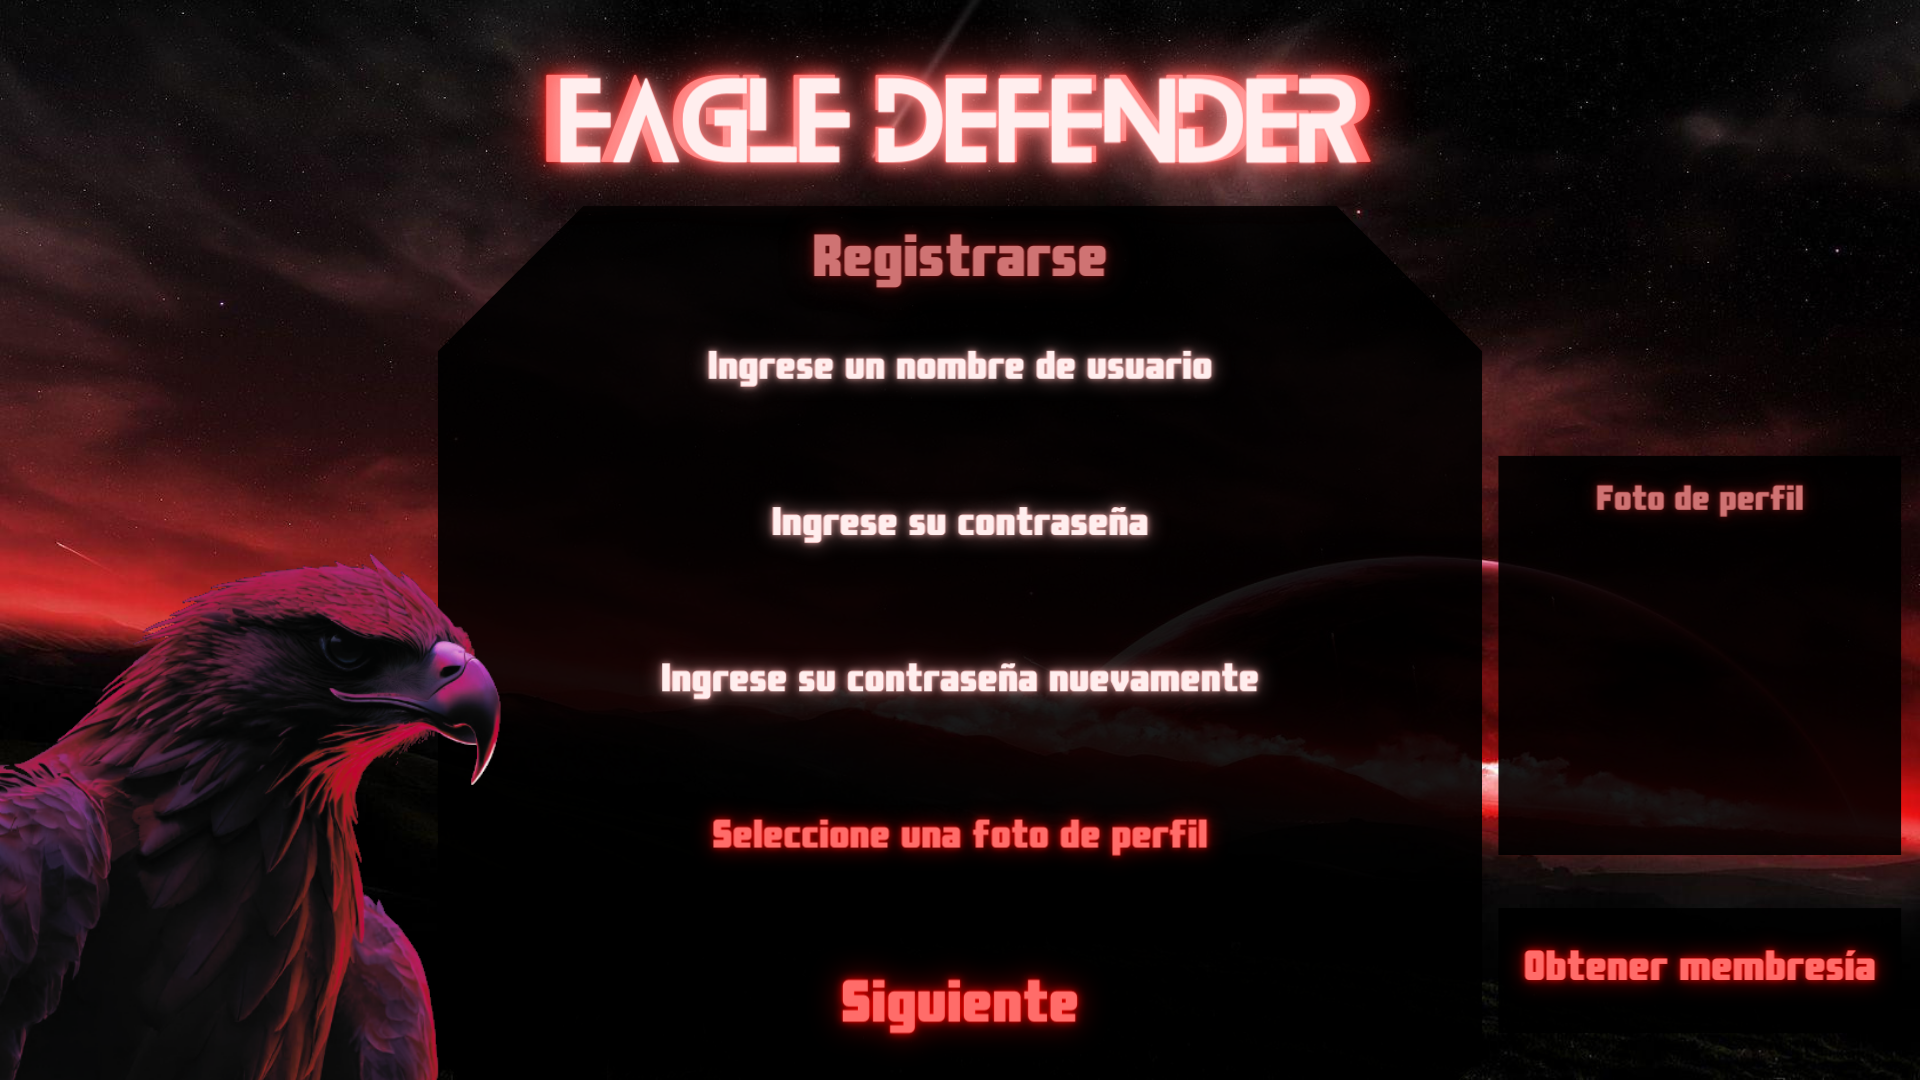 EAGLE DEFENDER
Registrarse
Ingrese un nombre de usuario
Ingrese su contraseña
Ingrese su contraseña nuevamente
Seleccione una foto de perfil
Siguiente
Foto de perfil
Obtener membresía